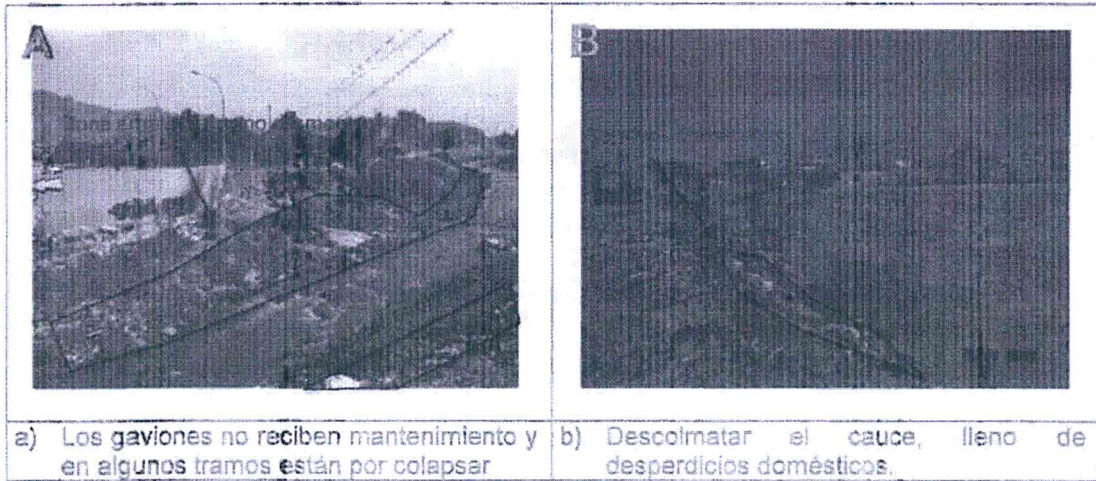 A
B
a) Los gaviones no reciben mantenimiento y
en algunos tramos están por colapsar
b) Descolmatar el cauce, lleno de
desperdicios domésticos.